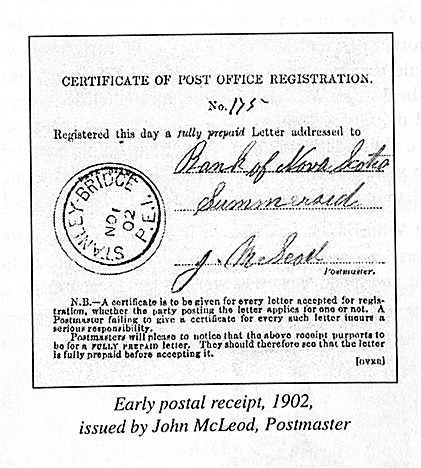 CERTIFICATE OF POST OFFICE REGISTRATION.
No. 175
Registered this day a fully prepaid Letter addressed to
Bank of Nova Scotia
Summerside
STANLEY-BRIDGE P.E.I.
NO 1
02
Postmaster.
N.B.—A certificate is to be given for every letter accepted for regis-
tration, whether the party posting the letter applies for one or not. A
Postmaster failing to give a certificate for every such letter incurs a
serious responsibility.
Postmasters will please to notice that the above receipt purports to
be for a FULLY PREPAID letter. They should therefore see that the letter
is fully prepaid before accepting it.
[OVER]
Early postal receipt, 1902,
issued by John McLeod, Postmaster